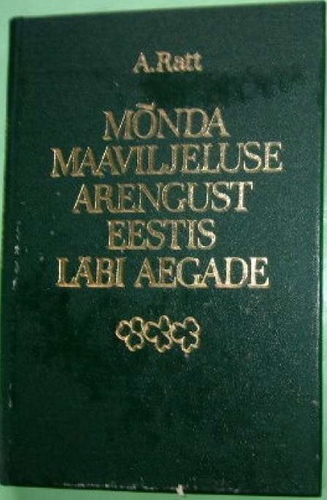 A.Ratt
MÕNDA
MAAVILJELUSE
ARENGUST
EESTIS
LÄBI AEGADE